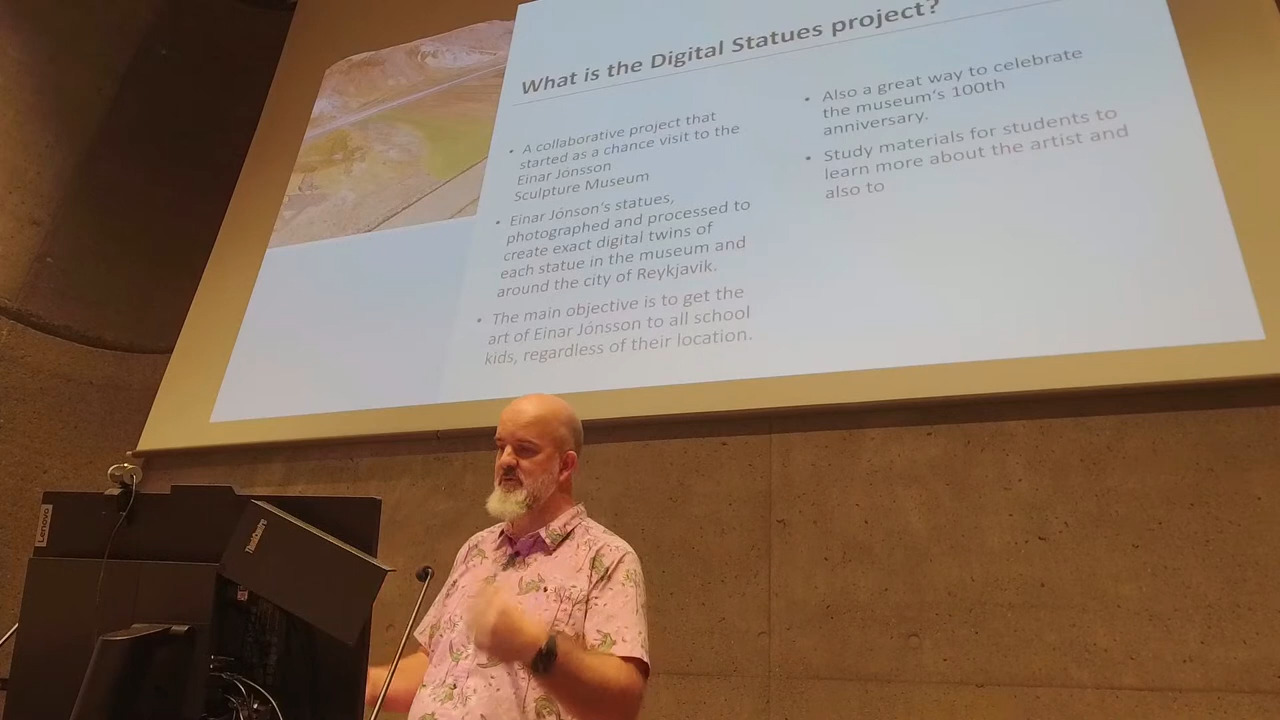 What is the Digital Statues project?
• A collaborative project that
started as a chance visit to the
Einar Jónsson
Sculpture Museum
• Einar Jónson's statues,
photographed and processed to
create exact digital twins of
each statue in the museum and
around the city of Reykjavik.
• The main objective is to get the
art of Einar Jónsson to all school
kids, regardless of their location.
• Also a great way to celebrate
the museum's 100th
anniversary.
• Study materials for students to
learn more about the artist and
also to
Lenovo
ThinkCentre